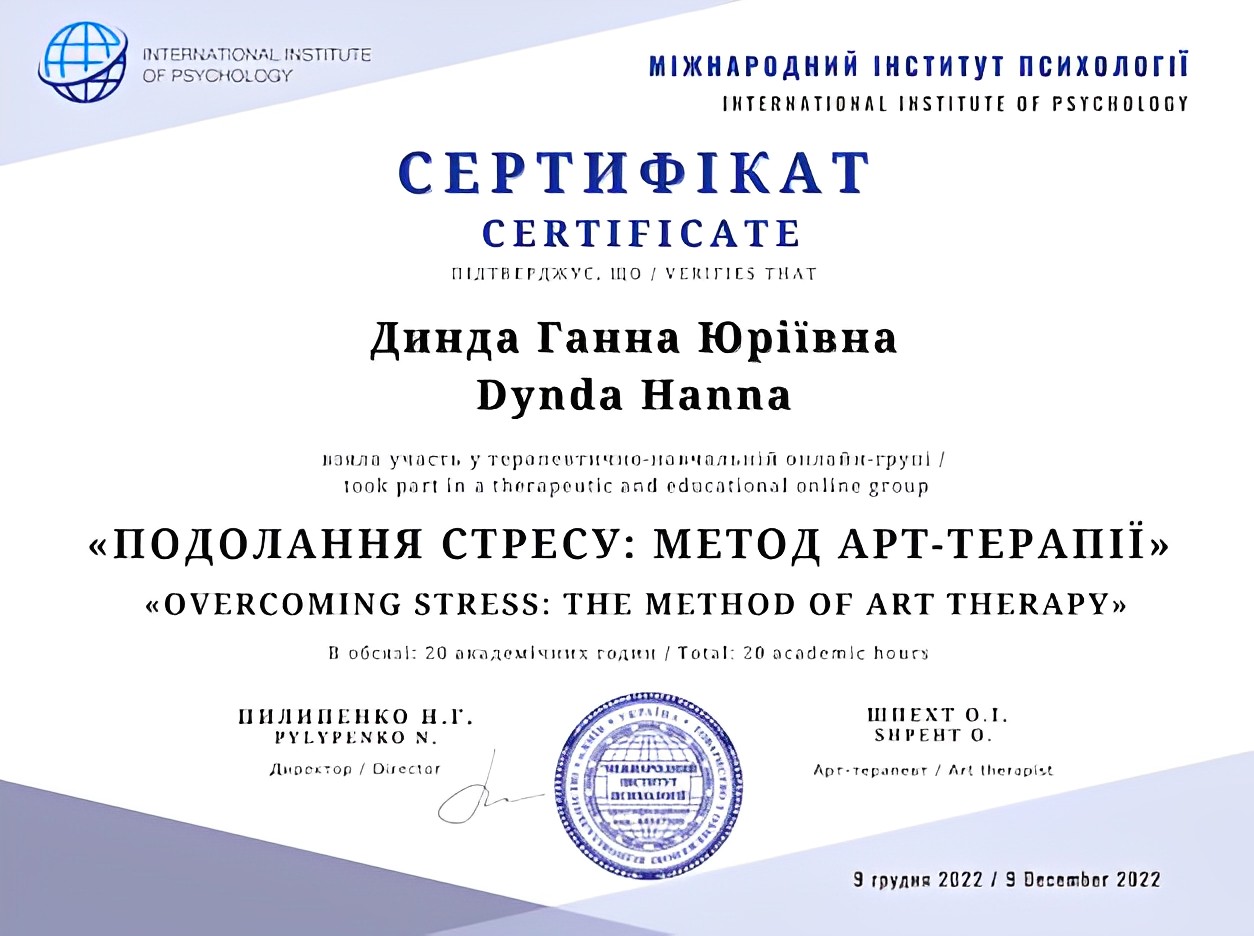 INTERNATIONAL INSTITUTE
OF PSYCHOLOGY
МІЖНАРОДНИЙ ІНСТИТУТ ПСИХОЛОГІЇ
INTERNATIONAL INSTITUTE OF PSYCHOLOGY
СЕРТИФІКАТ
CERTIFICATE
ПІДТВЕРДЖУЄ, ЩО / VERIFIES THAT
Динда Ганна Юріївна
Dynda Hanna
взяла участь у терапевтично-навчальній онлайн-групі /
took part in a therapeutic and educational online group
«ПОДОЛАННЯ СТРЕСУ: МЕТОД АРТ-ТЕРАПІЇ»
«OVERCOMING STRESS: THE METHOD OF ART THERAPY»
В обсязі: 20 академічних годин / Total: 20 academic hours
ПИЛИПЕНКО Н.Г.
PYLYPENKO N.
Директор / Director
ШПЕХТ О.І.
SHPEHT O.
Арт-терапевт / Art therapist
УКРАЇНА
МІЖНАРОДНИЙ
ІНСТИТУТ
ПСИХОЛОГІЇ
9 грудня 2022 / 9 December 2022